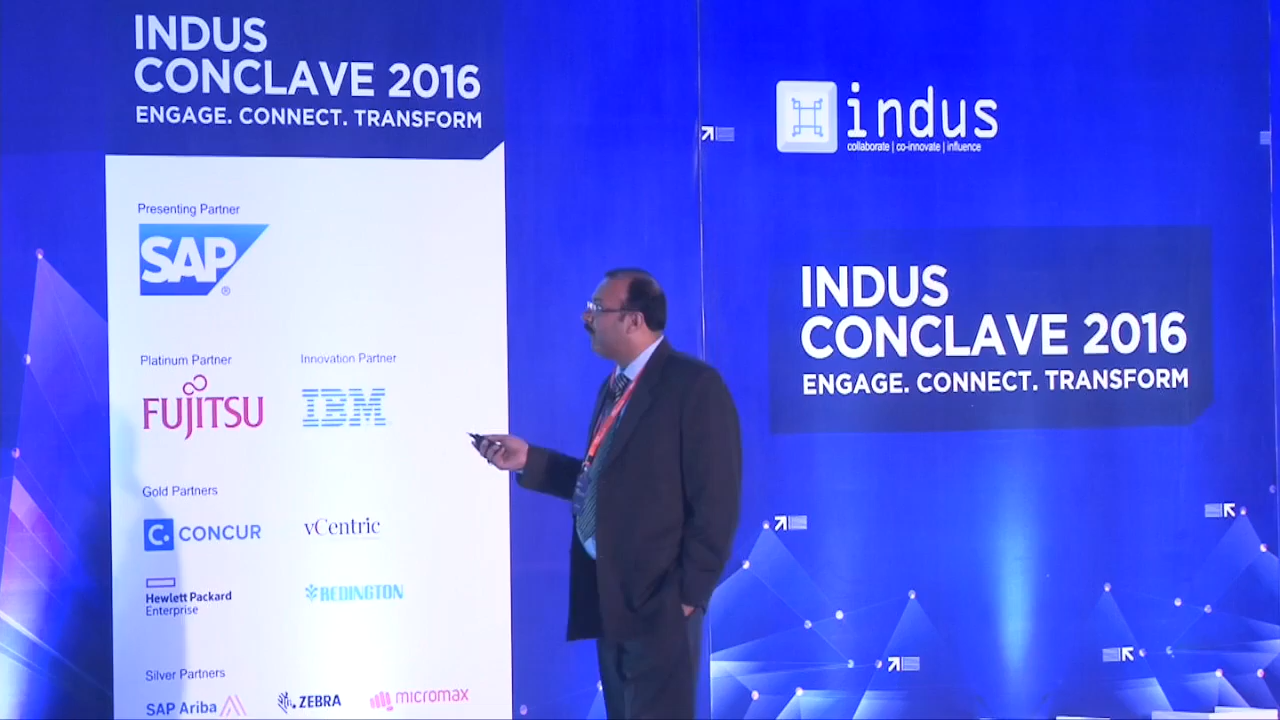 INDUS
CONCLAVE 2016
ENGAGE. CONNECT. TRANSFORM
Presenting Partner
SAP
®
Platinum Partner
Innovation Partner
FUJITSU
IBM
Gold Partners
C. CONCUR
vCentric
Hewlett Packard
Enterprise
REDINGTON
Silver Partners
SAP Ariba
ZEBRA
micromax
indus
collaborate | co-innovate | influence
INDUS
CONCLAVE 2016
ENGAGE. CONNECT. TRANSFORM